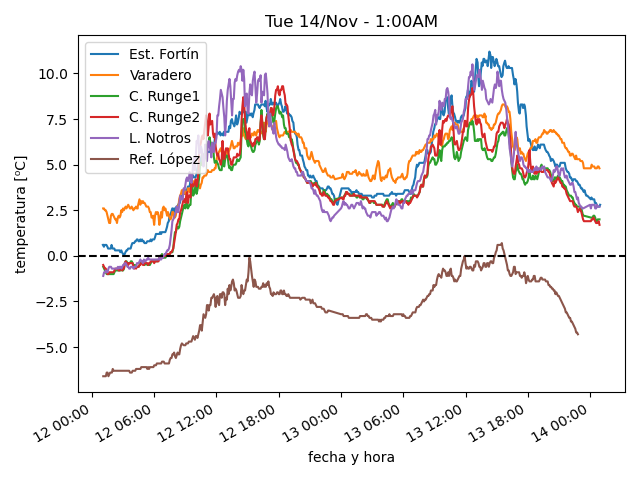 Tue 14/Nov - 1:00AM
Est. Fortín
Varadero
C. Runge1
C. Runge2
L. Notros
Ref. López
temperatura [ºC]
10.0
7.5
5.0
2.5
0.0
−2.5
−5.0
12 00:00
12 06:00
12 12:00
12 18:00
13 00:00
13 06:00
13 12:00
13 18:00
14 00:00
fecha y hora